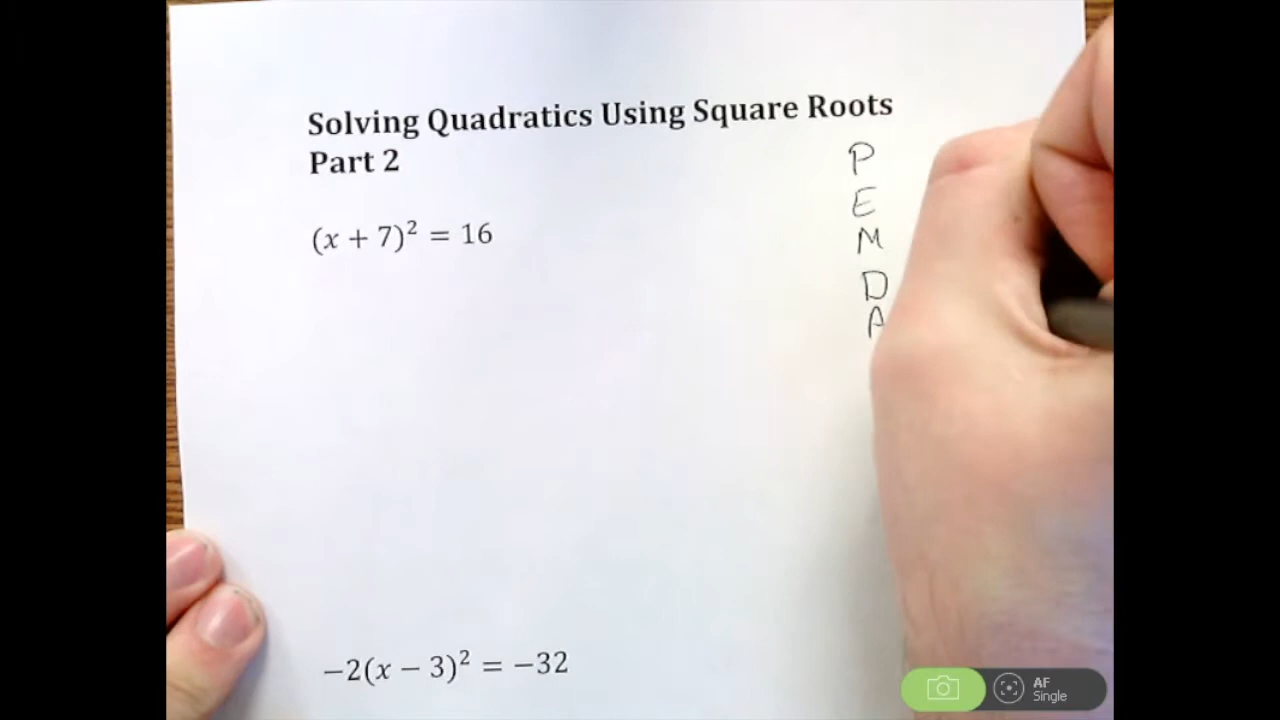 Solving Quadratics Using Square Roots
Part 2
P
E
(x + 7)² = 16
M
D
A
−2(x − 3)² = −32
AF
Single